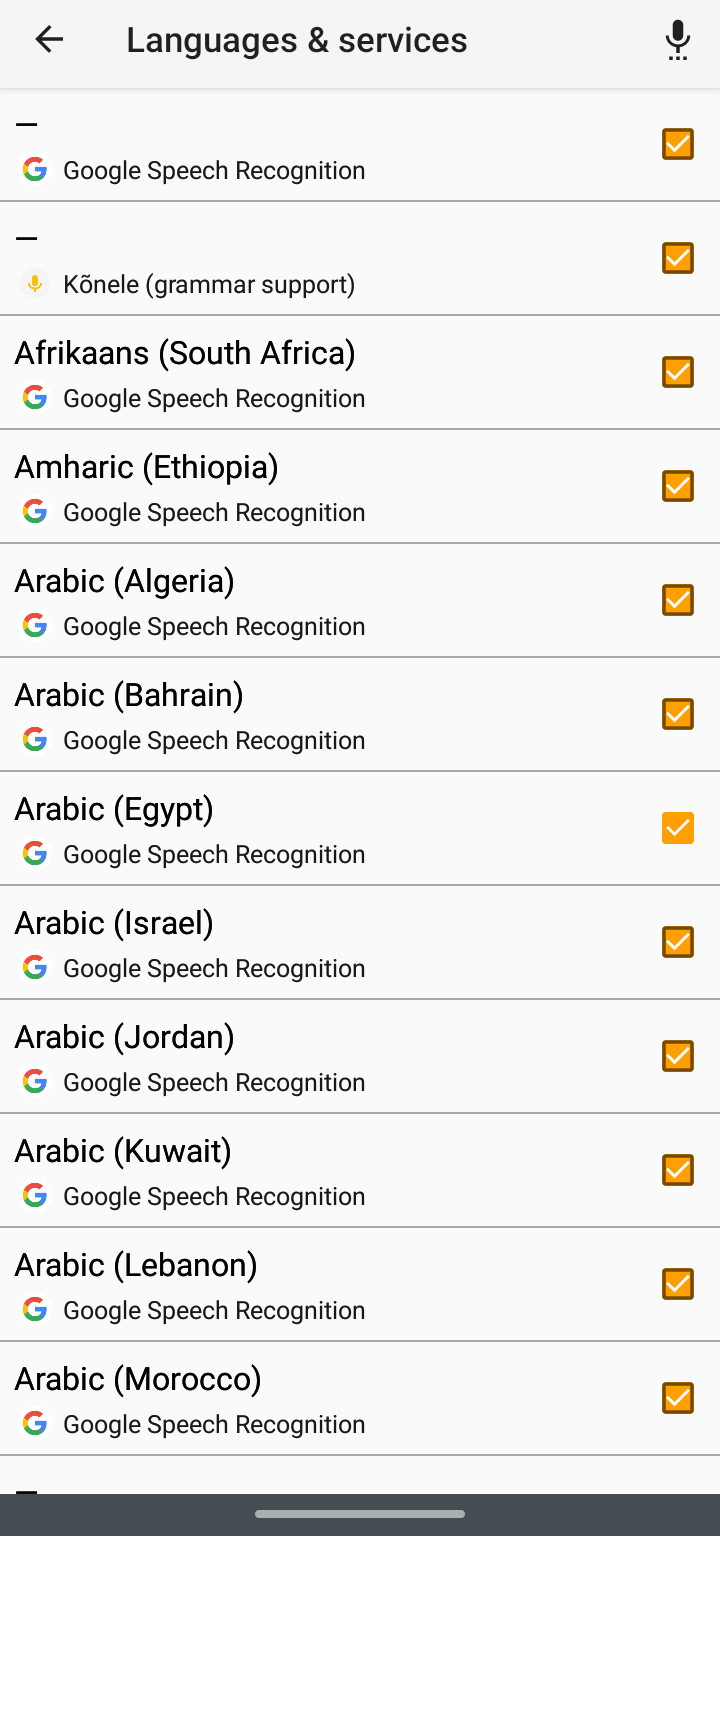 Languages & services
–
Google Speech Recognition
–
Kõnele (grammar support)
Afrikaans (South Africa)
Google Speech Recognition
Amharic (Ethiopia)
Google Speech Recognition
Arabic (Algeria)
Google Speech Recognition
Arabic (Bahrain)
Google Speech Recognition
Arabic (Egypt)
Google Speech Recognition
Arabic (Israel)
Google Speech Recognition
Arabic (Jordan)
Google Speech Recognition
Arabic (Kuwait)
Google Speech Recognition
Arabic (Lebanon)
Google Speech Recognition
Arabic (Morocco)
Google Speech Recognition